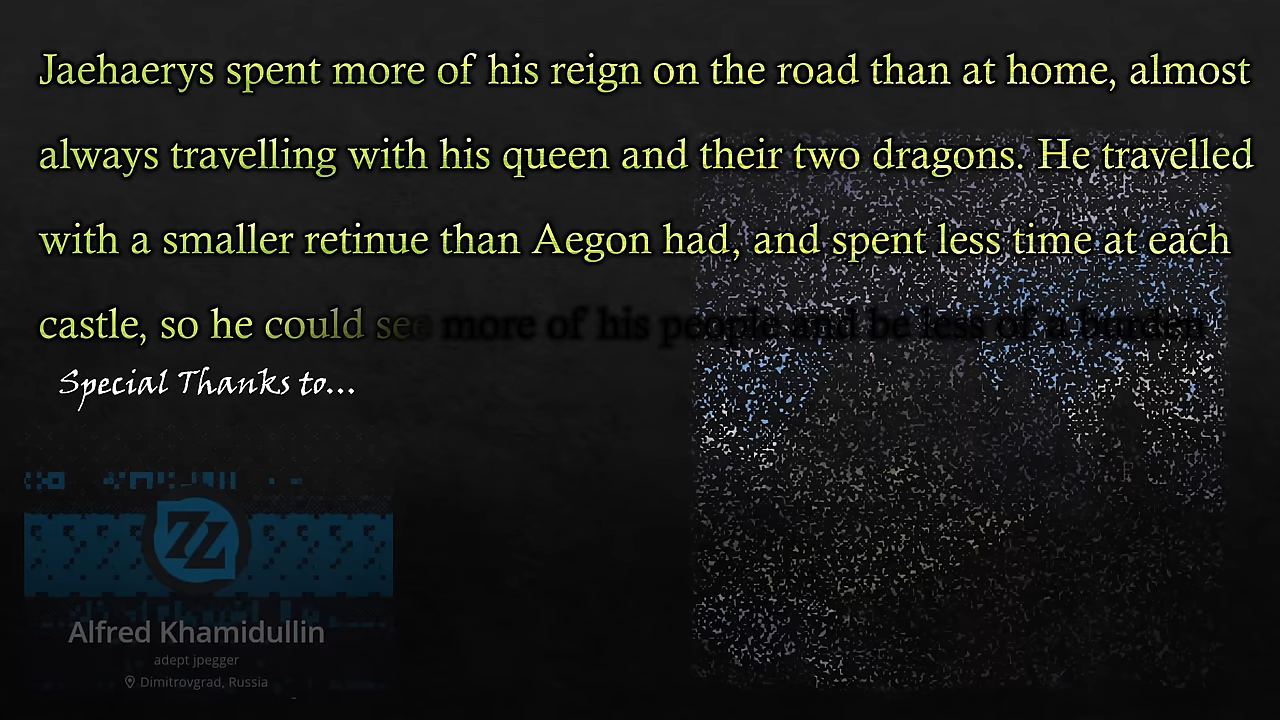 Jaehaerys spent more of his reign on the road than at home, almost
always travelling with his queen and their two dragons. He travelled
with a smaller retinue than Aegon had, and spent less time at each
castle, so he could see more of his people and be less of a burden
Special Thanks to...
Alfred Khamidullin
adept jpegger
Dimitrovgrad, Russia